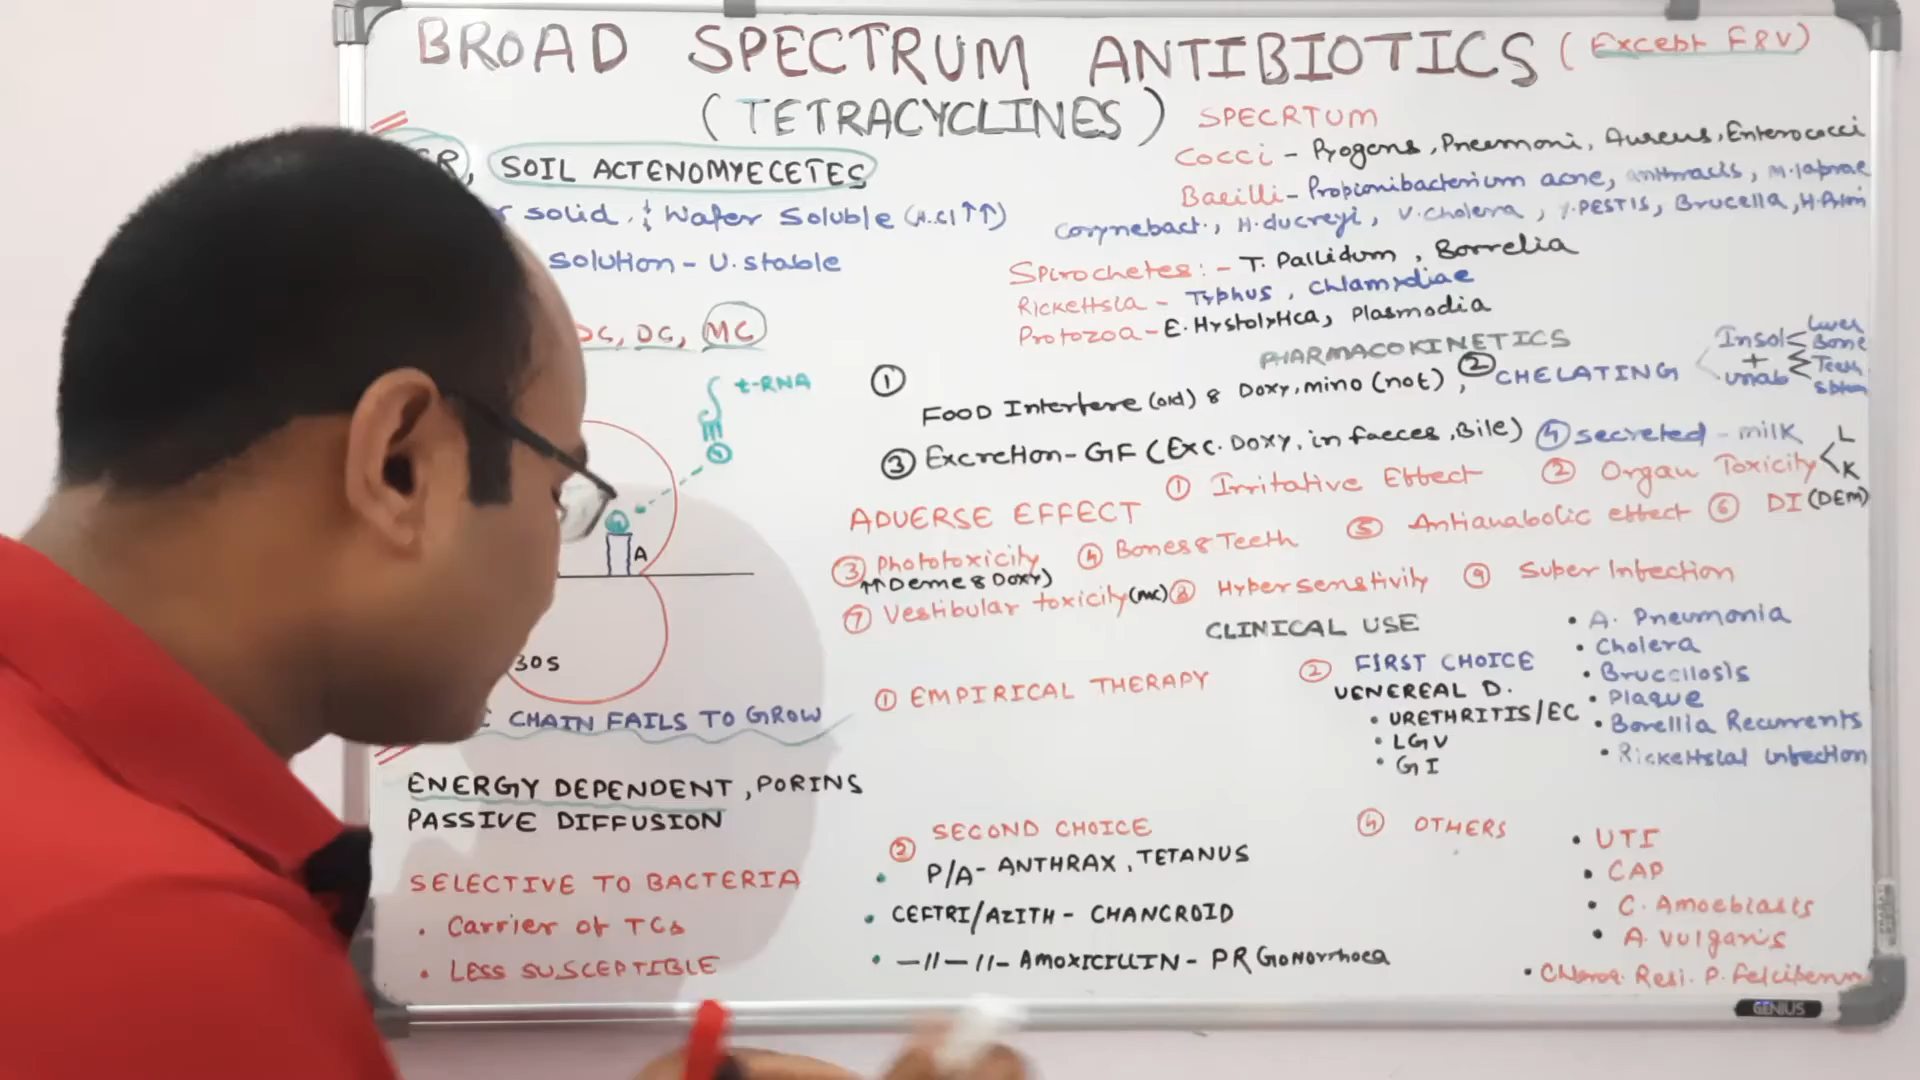 BROAD SPECTRUM ANTIBIOTICS (Except F&V)
(TETRACYCLINES)
, SOIL ACTENOMYECETES
solid. & Water Soluble (H.Cl ↑↑)
solution - U.stable
DC, MC
t-RNA
A
30S
CHAIN FAILS TO GROW
ENERGY DEPENDENT, PORINS
PASSIVE DIFFUSION
SELECTIVE TO BACTERIA
• Carrier of TCs
• LESS SUSCEPTIBLE
SPECRTUM
Cocci - Pyogens, Pneemoni, Aureus, Enterococci
Bacilli - Propionibacterium acne, anthracis, M.laprae
Corynebact., H.ducreyi, V.cholera, Y.PESTIS, Brucella,
Spirochetes: - T. Pallidum, Borrelia
Rickettsia - Typhus, Chlamydiae
Protozoa - E. Hystolytica, Plasmodia
PHARMACOKINETICS
① FOOD Interfere (old) & Doxy, mino (not), ② CHELATING
Insol + unab
Liver
Bone
Teeth
③ Excretion - GF (Exc. Doxy, in faeces, Bile) ④ secreted - milk
ADVERSE EFFECT ① Irritative Effect ② Organ Toxicity < L K
③ Phototoxicity ④ Bones & Teeth ⑤ Antianabolic effect ⑥ DI (DEM)
↑↑ Deme & Doxy)
⑦ Vestibular toxicity (mc) ⑧ Hypersenstivity ⑨ Super Infection
CLINICAL USE
① EMPIRICAL THERAPY
② FIRST CHOICE
VENEREAL D.
• URETHRITIS/EC
• LGV
• GI
• A. Pneumonia
• Cholera
• Brucellosis
• Plaque
• Borellia Recurrents
• Rickettsial infection
② SECOND CHOICE
• P/A - ANTHRAX, TETANUS
• CEFTRI/AZITH - CHANCROID
• —//—//- AMOXICILLIN - PR Gonorrhoea
④ OTHERS
• UTI
• CAP
• C. Amoebiasis
• A. Vulgaris
Resi. P.
GENIUS